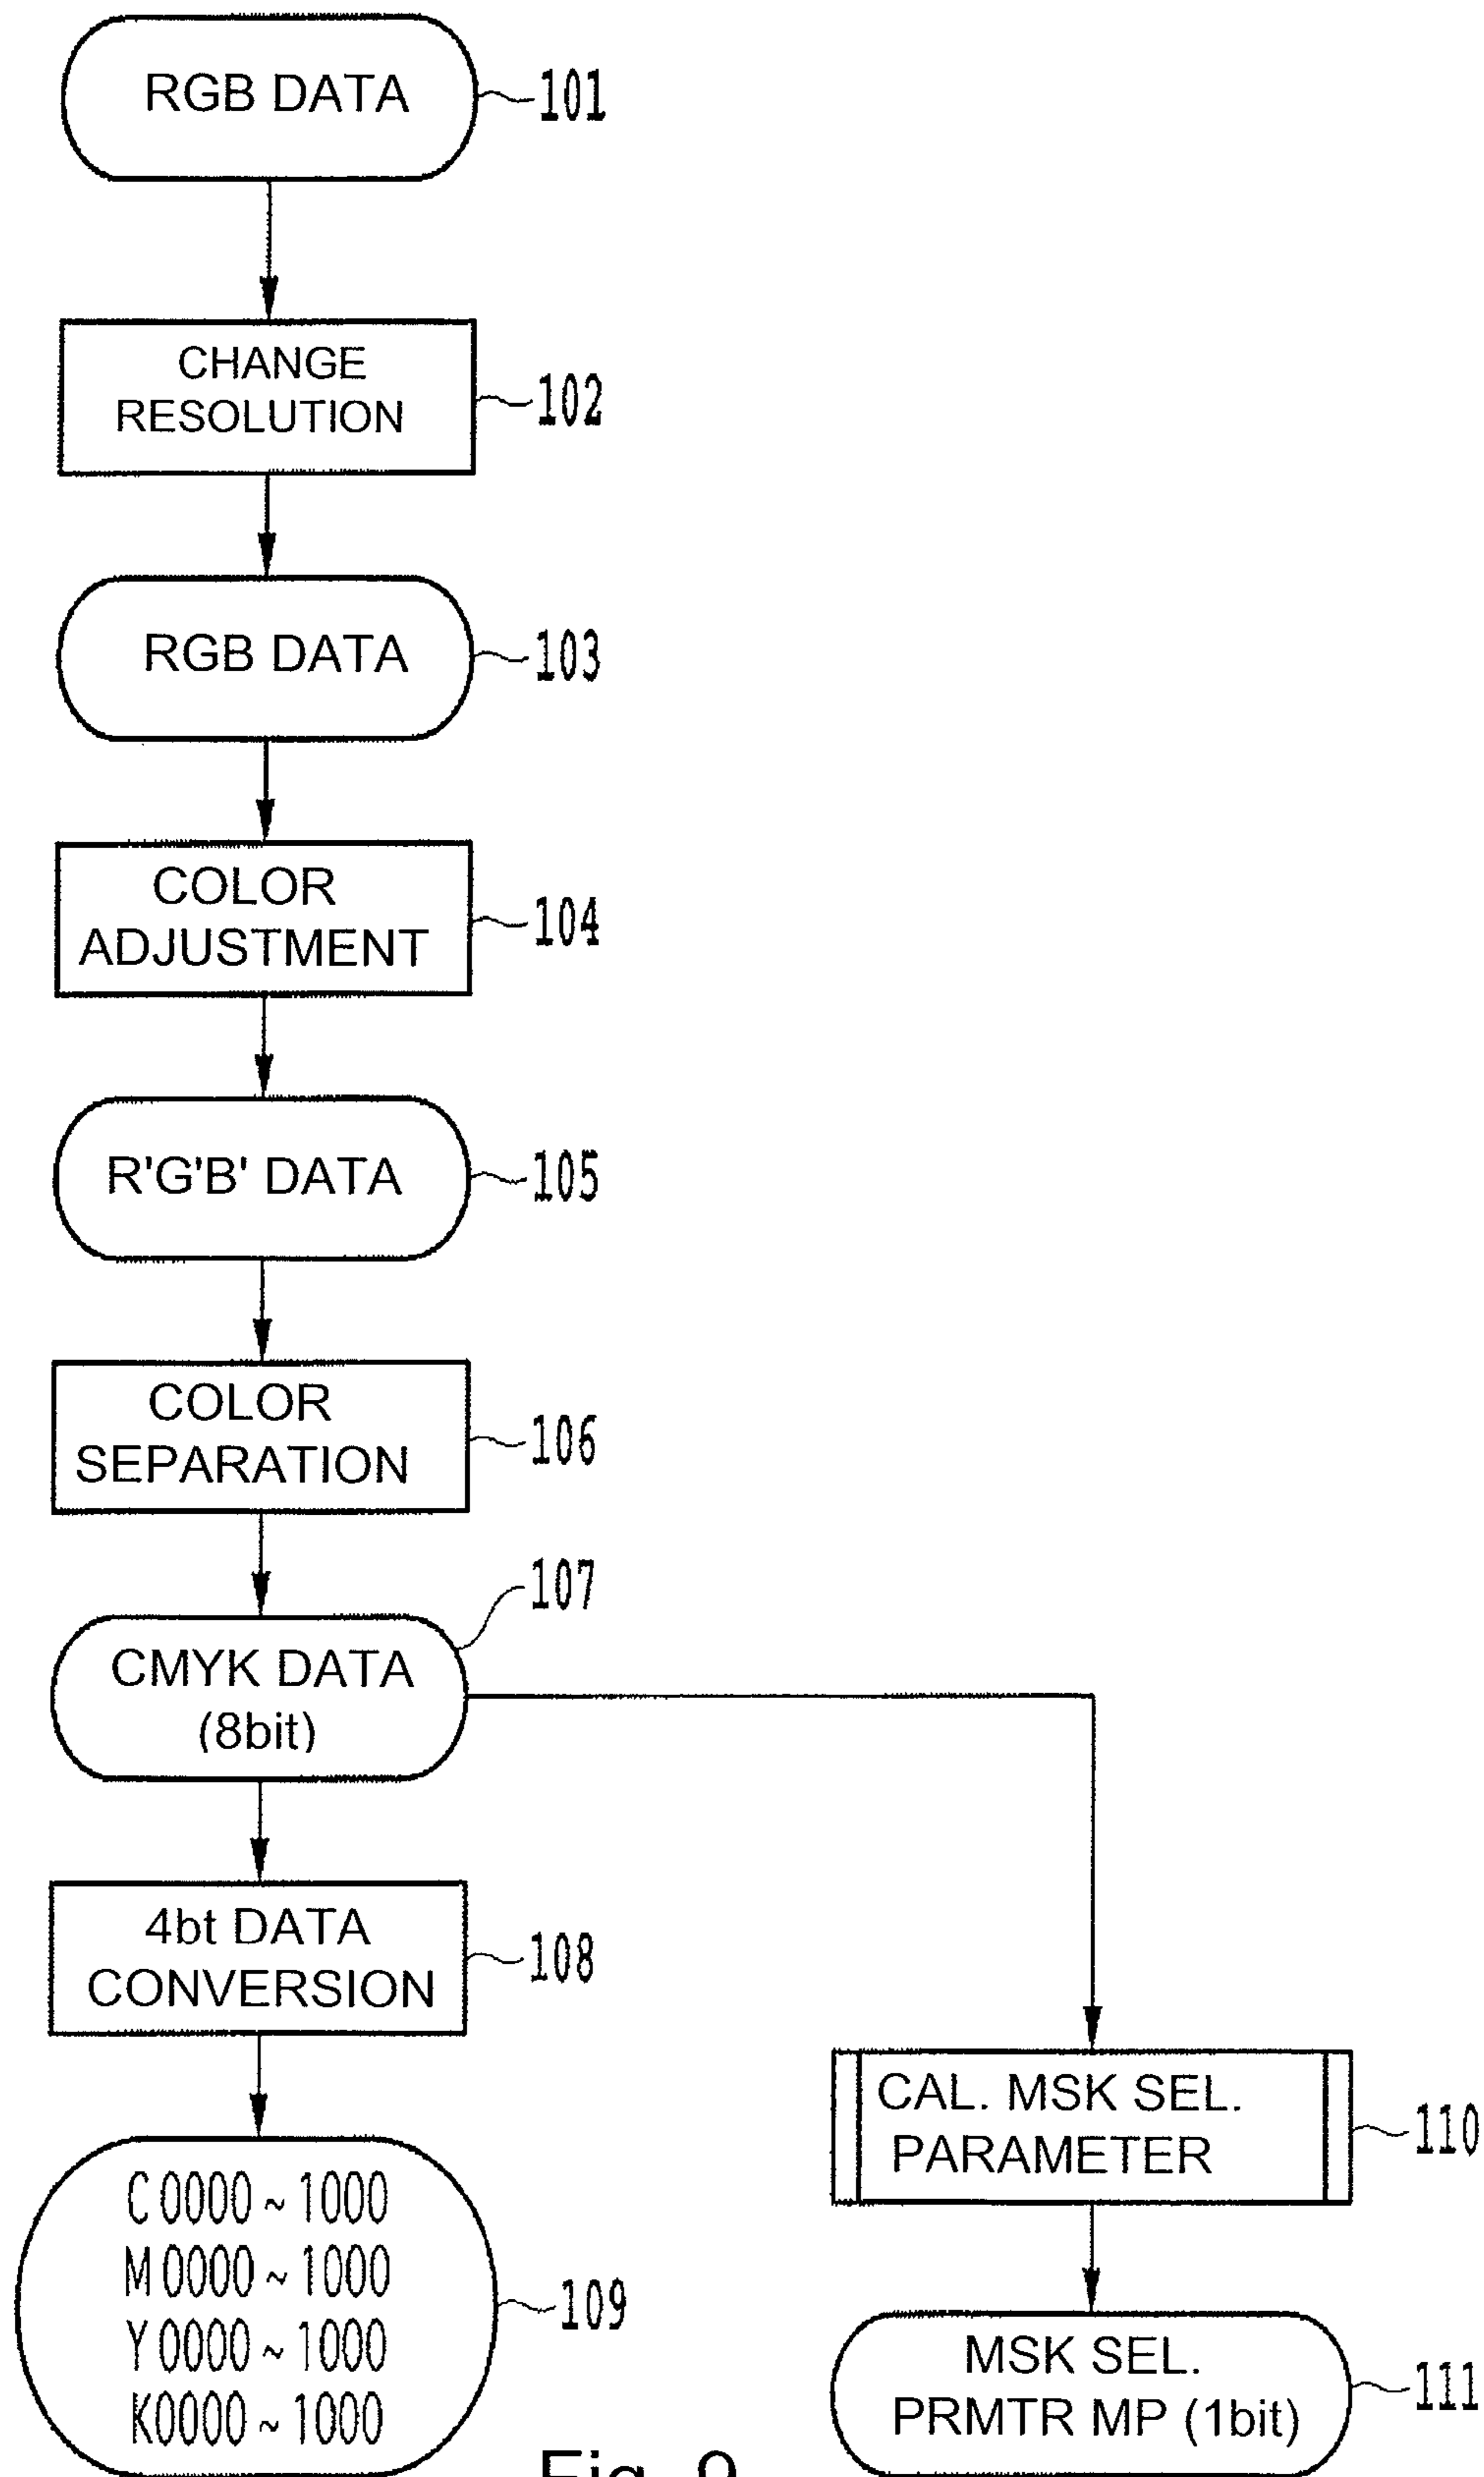 RGB DATA
101
CHANGE
RESOLUTION
102
RGB DATA
103
COLOR
ADJUSTMENT
104
R'G'B' DATA
105
COLOR
SEPARATION
106
107
CMYK DATA
(8bit)
4bt DATA
CONVERSION
108
C 0000 ~ 1000
M 0000 ~ 1000
Y 0000 ~ 1000
K0000 ~ 1000
109
CAL. MSK SEL.
PARAMETER
110
MSK SEL.
PRMTR MP (1bit)
111
Fig. 9